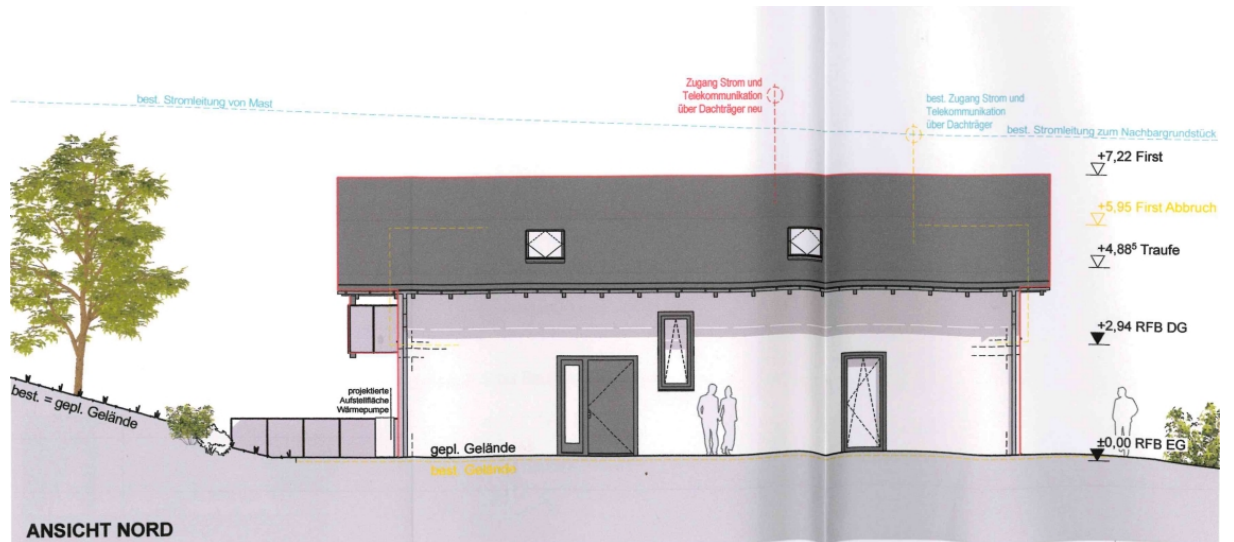 Zugang Strom und
Telekommunikation
über Dachträger neu
best. Stromleitung von Mast
best. Zugang Strom und
Telekommunikation
über Dachträger
best. Stromleitung zum Nachbargrundstück
+7,22 First
+5,95 First Abbruch
+4,88⁵ Traufe
+2,94 RFB DG
projektierte
Aufstellfläche
Wärmepumpe
best. = gepl. Gelände
gepl. Gelände
best. Gelände
±0,00 RFB EG
ANSICHT NORD